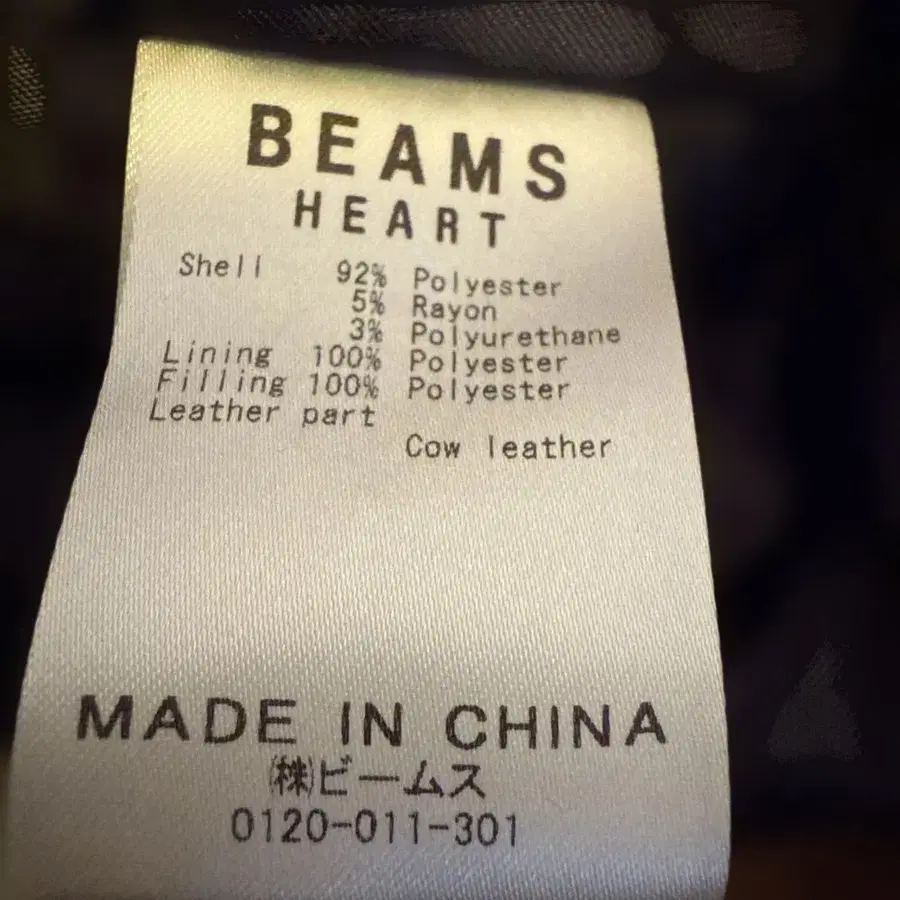 BEAMS
HEART
Shell 92% Polyester
5% Rayon
3% Polyurethane
Lining 100% Polyester
Filling 100% Polyester
Leather part
Cow leather
MADE IN CHINA
㈱ビームス
0120-011-301